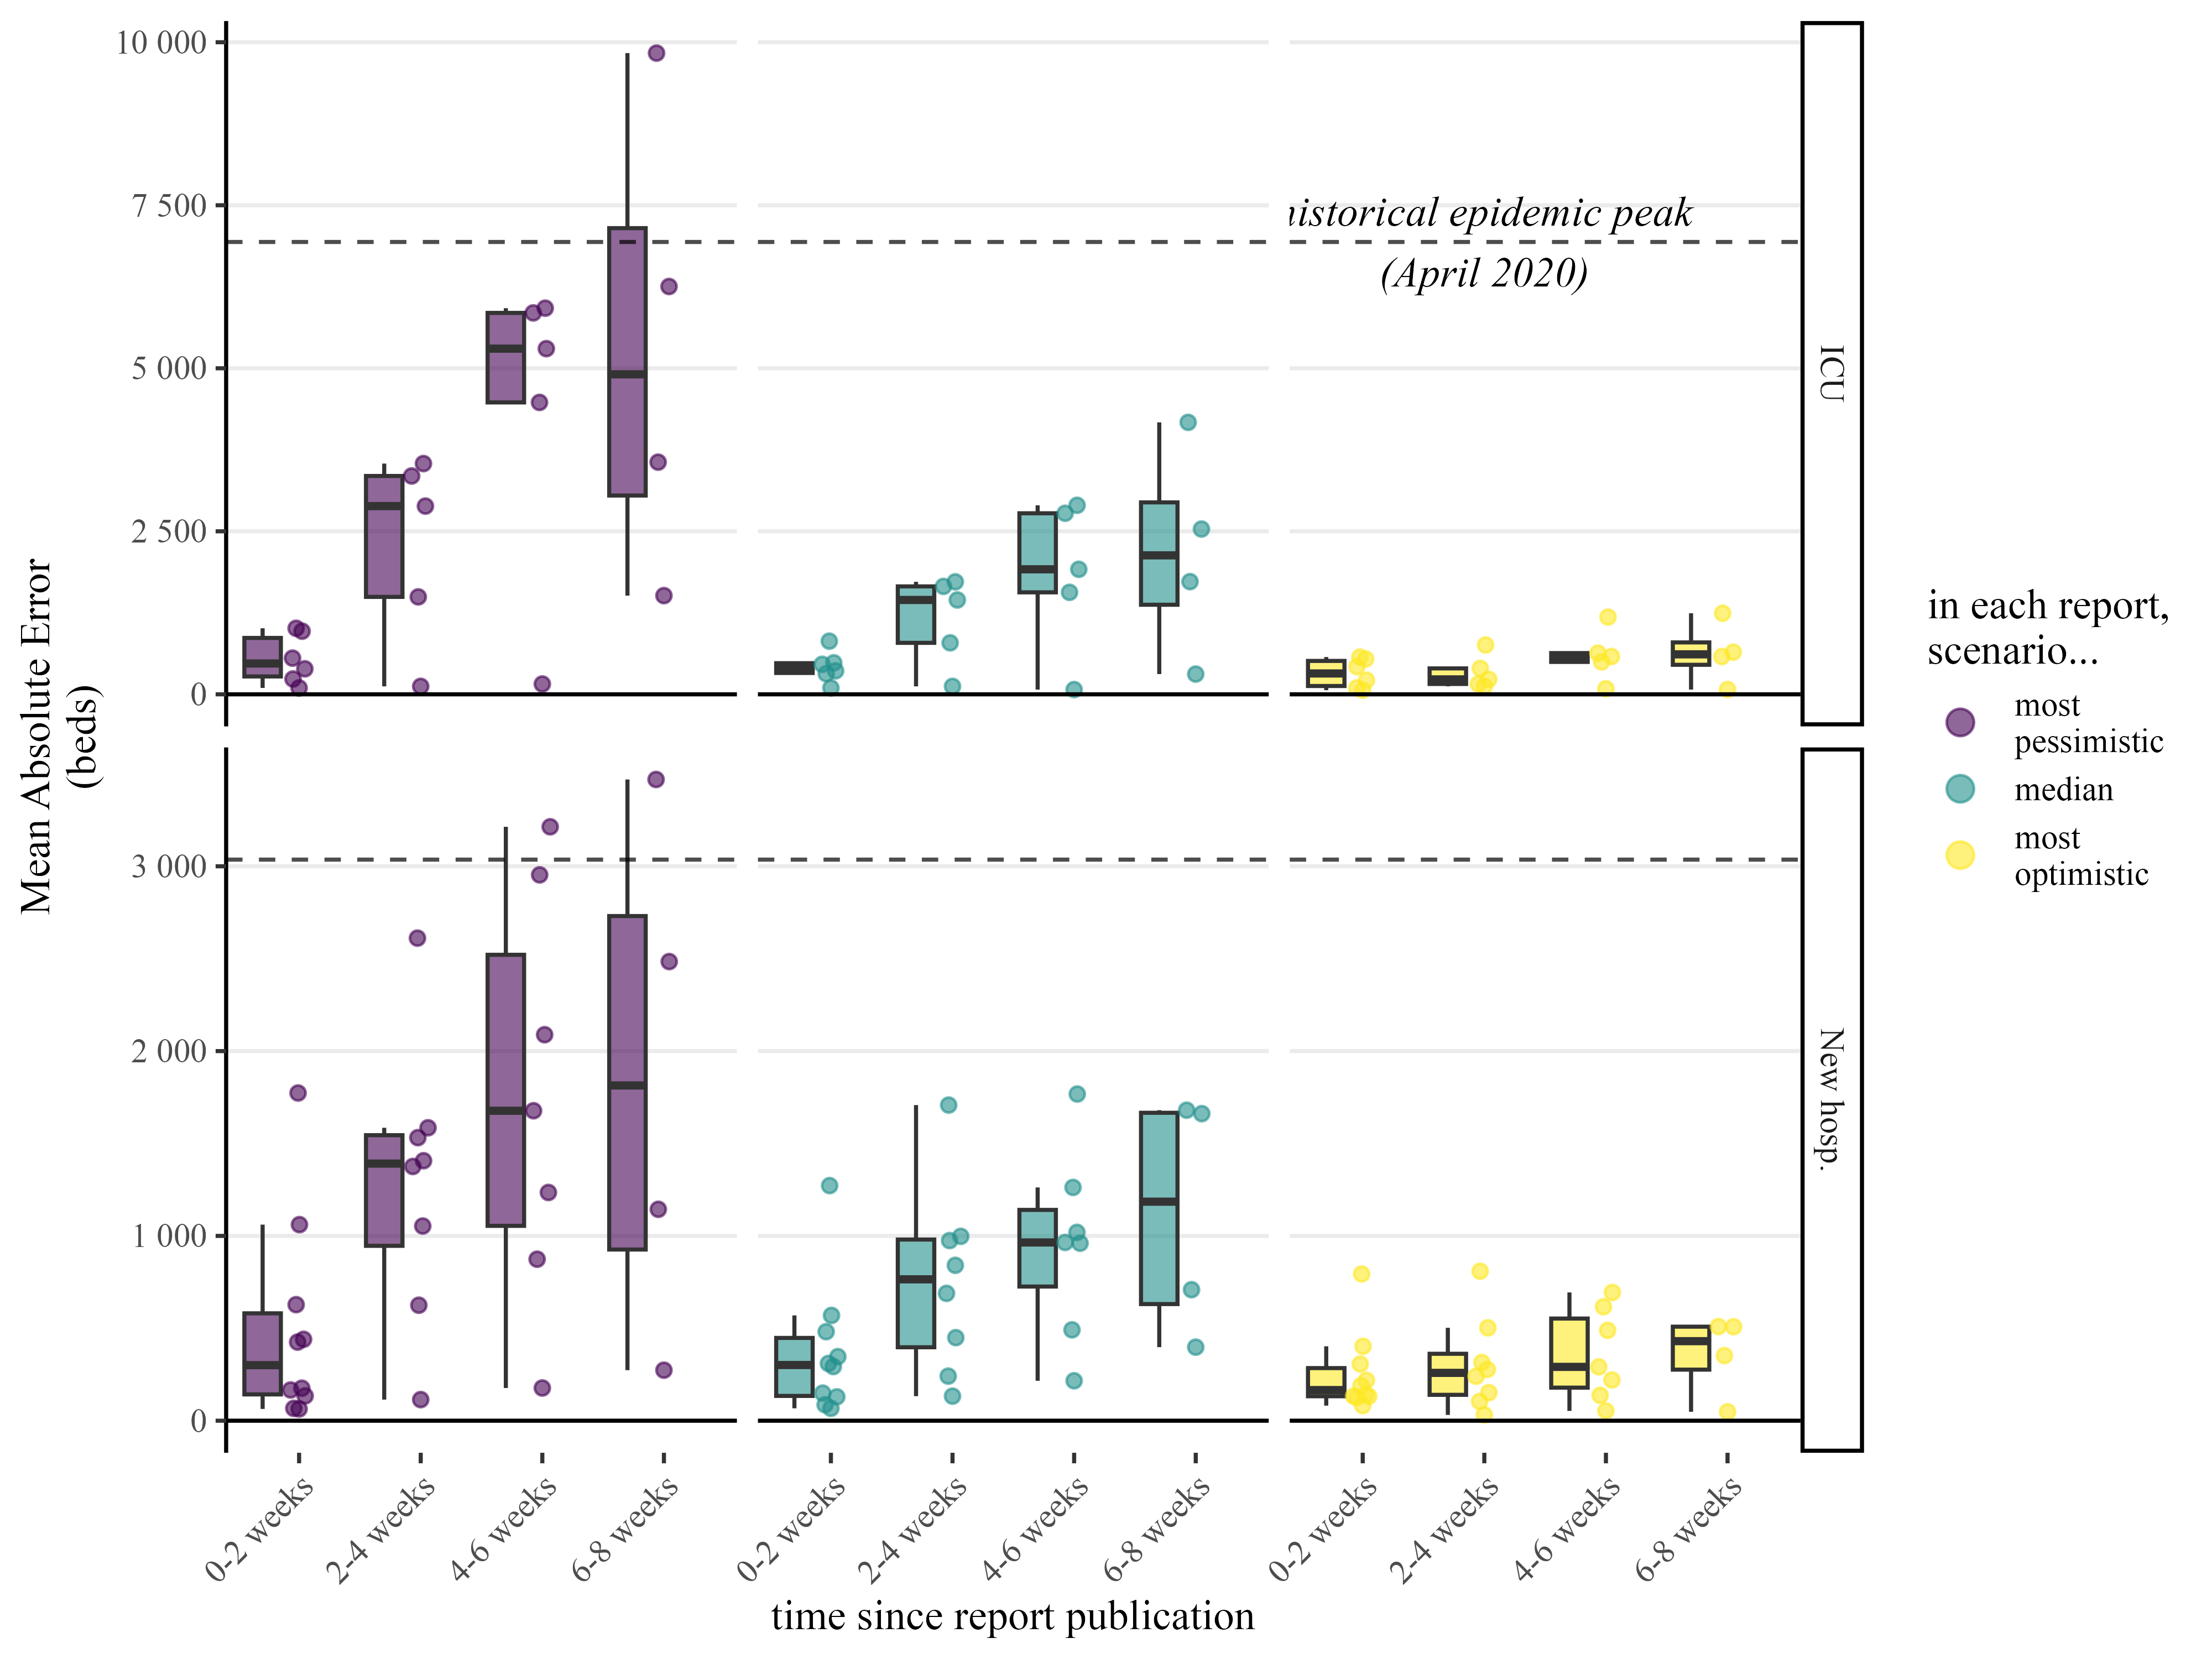 10 000
7 500
5 000
2 500
0
historical epidemic peak
(April 2020)
ICU
Mean Absolute Error
(beds)
3 000
2 000
1 000
0
New hosp.
0-2 weeks
2-4 weeks
4-6 weeks
6-8 weeks
0-2 weeks
2-4 weeks
4-6 weeks
6-8 weeks
0-2 weeks
2-4 weeks
4-6 weeks
6-8 weeks
time since report publication
in each report,
scenario...
most
pessimistic
median
most
optimistic